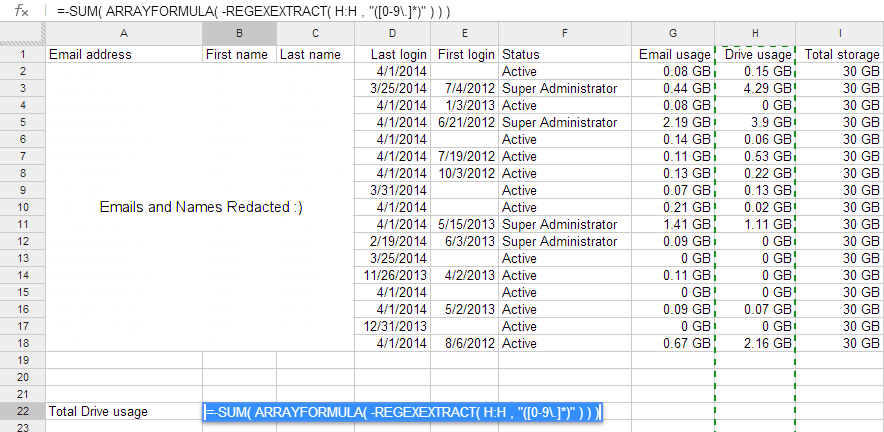 fx =-SUM( ARRAYFORMULA( -REGEXEXTRACT( H:H , "([0-9\.]*)" ) ) )
A B C D E F G H I
1 Email address First name Last name Last login First login Status Email usage Drive usage Total storage
2 4/1/2014 Active 0.08 GB 0.15 GB 30 GB
3 3/25/2014 7/4/2012 Super Administrator 0.44 GB 4.29 GB 30 GB
4 4/1/2014 1/3/2013 Active 0.08 GB 0 GB 30 GB
5 4/1/2014 6/21/2012 Super Administrator 2.19 GB 3.9 GB 30 GB
6 4/1/2014 Active 0.14 GB 0.06 GB 30 GB
7 4/1/2014 7/19/2012 Active 0.11 GB 0.53 GB 30 GB
8 4/1/2014 10/3/2012 Active 0.13 GB 0.22 GB 30 GB
9 3/31/2014 Active 0.07 GB 0.13 GB 30 GB
10 Emails and Names Redacted :) 4/1/2014 Active 0.21 GB 0.02 GB 30 GB
11 4/1/2014 5/15/2013 Super Administrator 1.41 GB 1.11 GB 30 GB
12 2/19/2014 6/3/2013 Super Administrator 0.09 GB 0 GB 30 GB
13 3/25/2014 Active 0 GB 0 GB 30 GB
14 11/26/2013 4/2/2013 Active 0.11 GB 0 GB 30 GB
15 4/1/2014 Active 0 GB 0 GB 30 GB
16 4/1/2014 5/2/2013 Active 0.09 GB 0.07 GB 30 GB
17 12/31/2013 Active 0 GB 0 GB 30 GB
18 4/1/2014 8/6/2012 Active 0.67 GB 2.16 GB 30 GB
19
20
21
22 Total Drive usage =-SUM( ARRAYFORMULA( -REGEXEXTRACT( H:H , "([0-9\.]*)" ) ) )
23